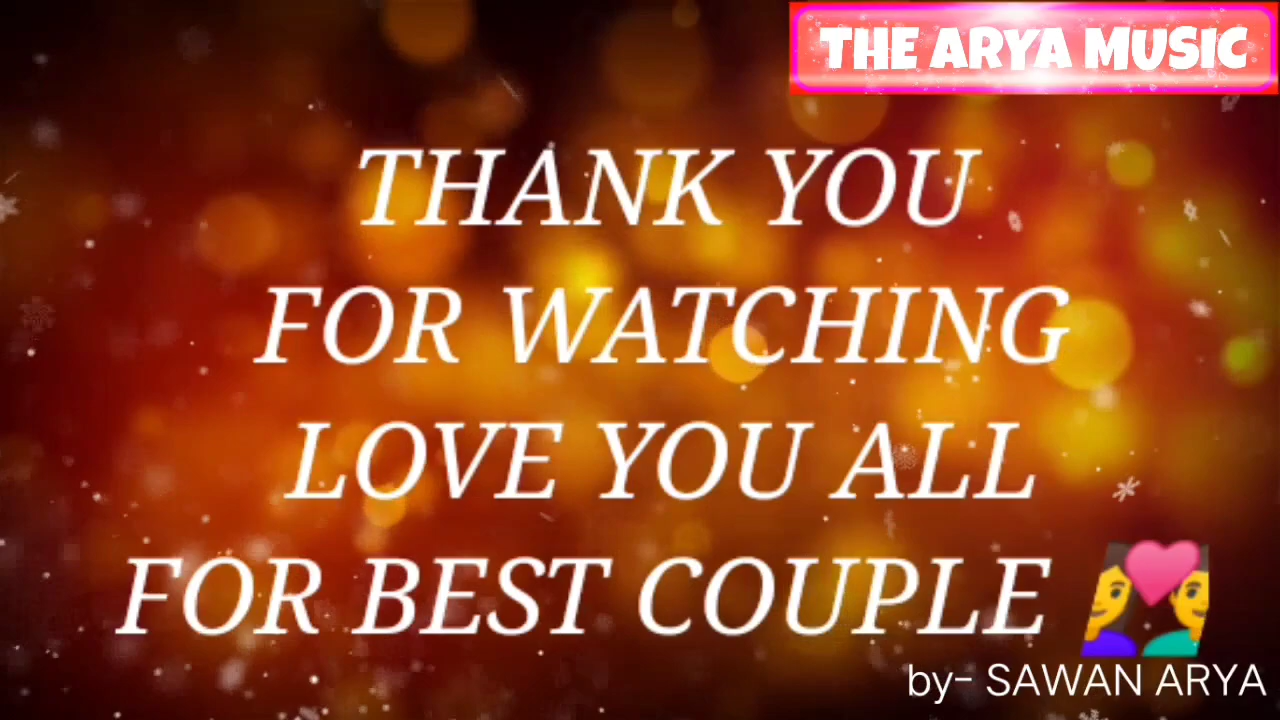 THE ARYA MUSIC
THANK YOU
FOR WATCHING
LOVE YOU ALL
FOR BEST COUPLE 👩‍❤️‍👨
by- SAWAN ARYA